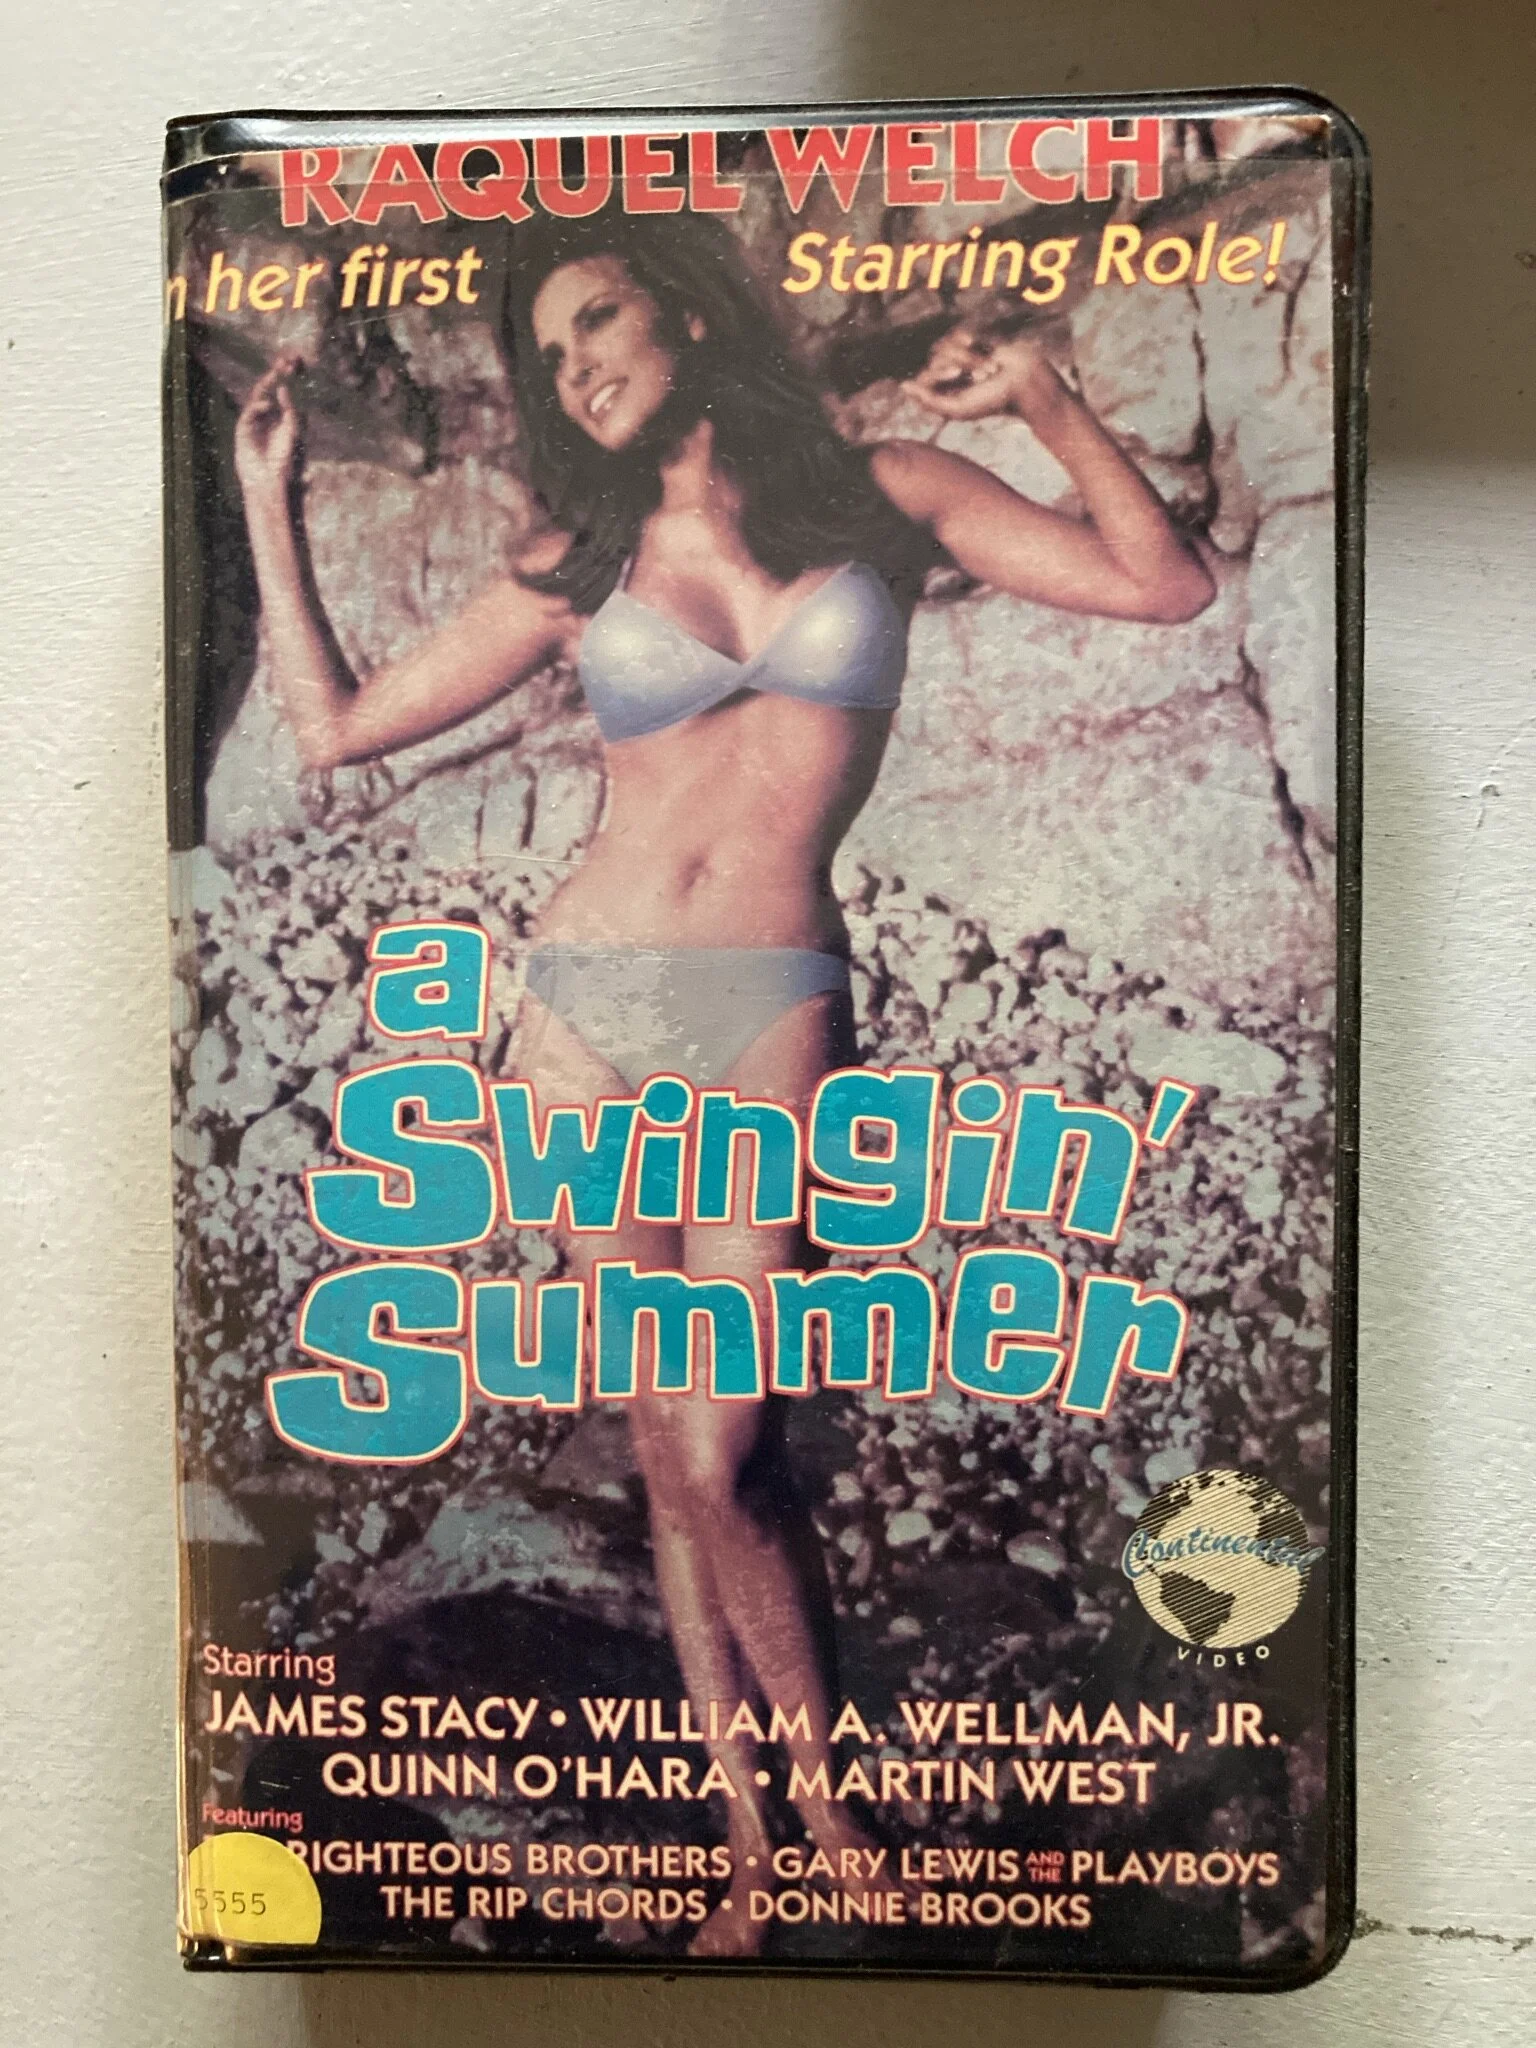 RAQUEL WELCH
n her first Starring Role!
a
Swingin'
Summer
Continental
VIDEO
Starring
JAMES STACY • WILLIAM A. WELLMAN, JR.
QUINN O'HARA • MARTIN WEST
Featuring
RIGHTEOUS BROTHERS • GARY LEWIS AND THE PLAYBOYS
THE RIP CHORDS • DONNIE BROOKS
5555